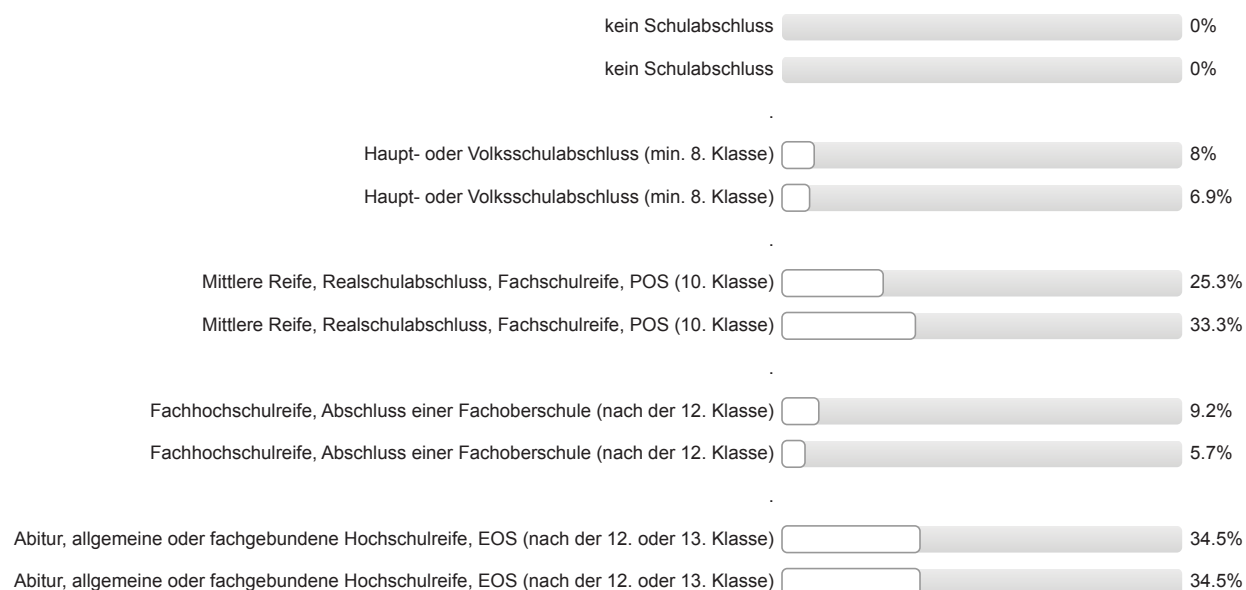 kein Schulabschluss 0%
kein Schulabschluss 0%
.
Haupt- oder Volksschulabschluss (min. 8. Klasse) 8%
Haupt- oder Volksschulabschluss (min. 8. Klasse) 6.9%
.
Mittlere Reife, Realschulabschluss, Fachschulreife, POS (10. Klasse) 25.3%
Mittlere Reife, Realschulabschluss, Fachschulreife, POS (10. Klasse) 33.3%
.
Fachhochschulreife, Abschluss einer Fachoberschule (nach der 12. Klasse) 9.2%
Fachhochschulreife, Abschluss einer Fachoberschule (nach der 12. Klasse) 5.7%
.
Abitur, allgemeine oder fachgebundene Hochschulreife, EOS (nach der 12. oder 13. Klasse) 34.5%
Abitur, allgemeine oder fachgebundene Hochschulreife, EOS (nach der 12. oder 13. Klasse) 34.5%